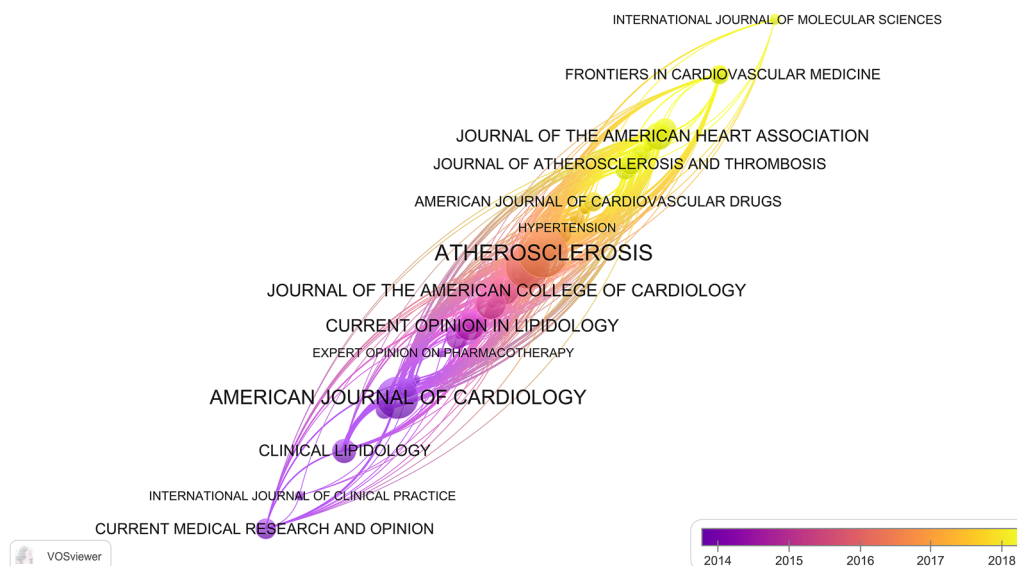 INTERNATIONAL JOURNAL OF MOLECULAR SCIENCES
FRONTIERS IN CARDIOVASCULAR MEDICINE
JOURNAL OF THE AMERICAN HEART ASSOCIATION
JOURNAL OF ATHEROSCLEROSIS AND THROMBOSIS
AMERICAN JOURNAL OF CARDIOVASCULAR DRUGS
HYPERTENSION
ATHEROSCLEROSIS
JOURNAL OF THE AMERICAN COLLEGE OF CARDIOLOGY
CURRENT OPINION IN LIPIDOLOGY
EXPERT OPINION ON PHARMACOTHERAPY
AMERICAN JOURNAL OF CARDIOLOGY
CLINICAL LIPIDOLOGY
INTERNATIONAL JOURNAL OF CLINICAL PRACTICE
CURRENT MEDICAL RESEARCH AND OPINION
VOSviewer
2014 2015 2016 2017 2018